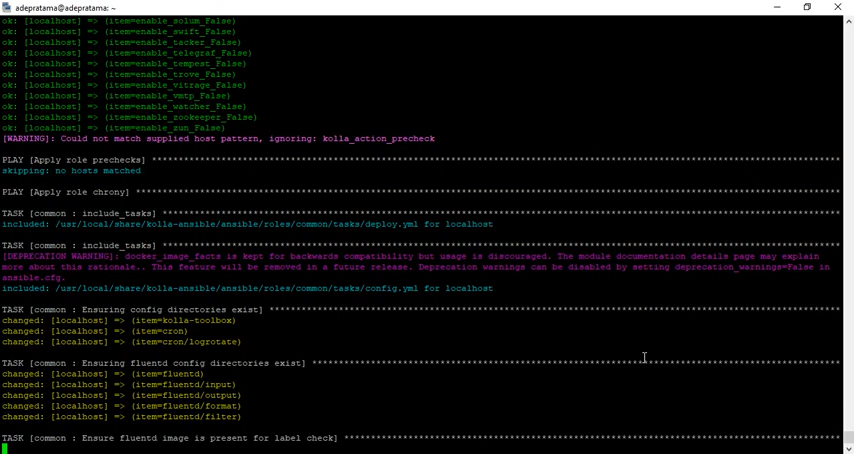 adepratama@adepratama: ~
ok: [localhost] => (item=enable_solum_False)
ok: [localhost] => (item=enable_swift_False)
ok: [localhost] => (item=enable_tacker_False)
ok: [localhost] => (item=enable_telegraf_False)
ok: [localhost] => (item=enable_tempest_False)
ok: [localhost] => (item=enable_trove_False)
ok: [localhost] => (item=enable_vitrage_False)
ok: [localhost] => (item=enable_vmtp_False)
ok: [localhost] => (item=enable_watcher_False)
ok: [localhost] => (item=enable_zookeeper_False)
ok: [localhost] => (item=enable_zun_False)
[WARNING]: Could not match supplied host pattern, ignoring: kolla_action_precheck
PLAY [Apply role prechecks] *********************************************************************************************************************************
skipping: no hosts matched
PLAY [Apply role chrony] ************************************************************************************************************************************
TASK [common : include_tasks] *******************************************************************************************************************************
included: /usr/local/share/kolla-ansible/ansible/roles/common/tasks/deploy.yml for localhost
TASK [common : include_tasks] *******************************************************************************************************************************
[DEPRECATION WARNING]: docker_image_facts is kept for backwards compatibility but usage is discouraged. The module documentation details page may explain
more about this rationale.. This feature will be removed in a future release. Deprecation warnings can be disabled by setting deprecation_warnings=False in
ansible.cfg.
included: /usr/local/share/kolla-ansible/ansible/roles/common/tasks/config.yml for localhost
TASK [common : Ensuring config directories exist] ***********************************************************************************************************
changed: [localhost] => (item=kolla-toolbox)
changed: [localhost] => (item=cron)
changed: [localhost] => (item=cron/logrotate)
TASK [common : Ensuring fluentd config directories exist] ***************************************************************************************************
changed: [localhost] => (item=fluentd)
changed: [localhost] => (item=fluentd/input)
changed: [localhost] => (item=fluentd/output)
changed: [localhost] => (item=fluentd/format)
changed: [localhost] => (item=fluentd/filter)
TASK [common : Ensure fluentd image is present for label check] *********************************************************************************************